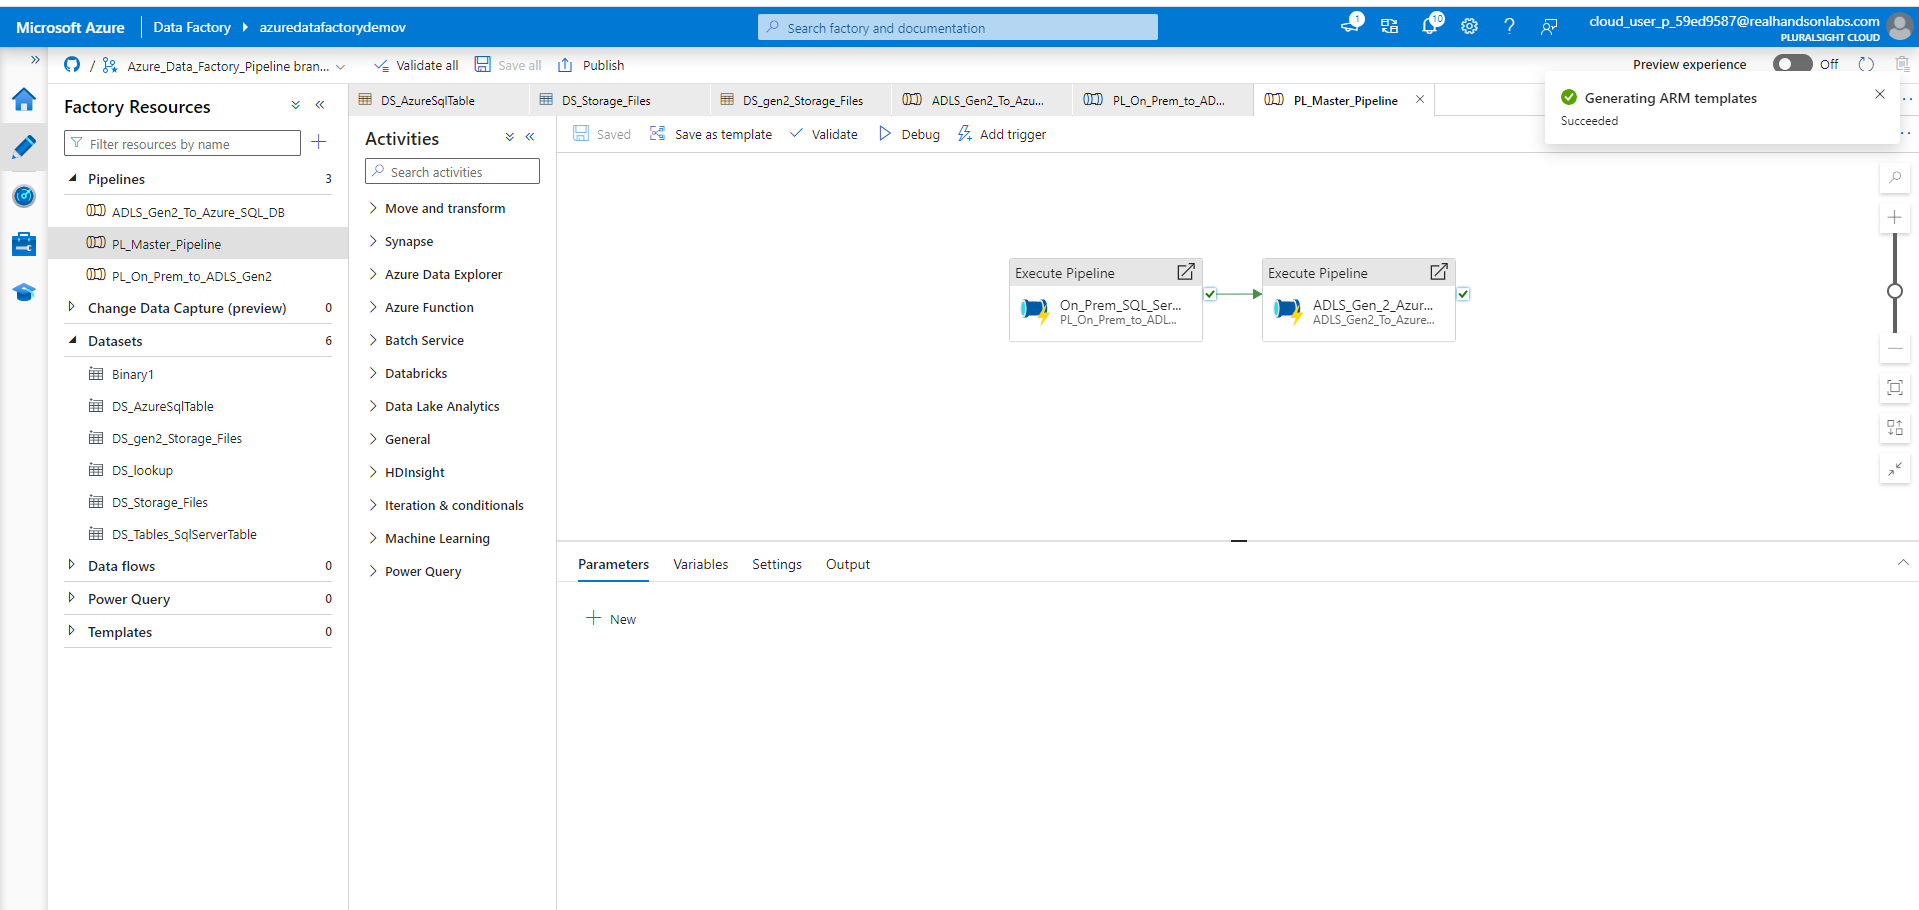 Microsoft Azure
Data Factory
azuredatafactorydemov
Search factory and documentation
1
10
cloud_user_p_59ed9587@realhandsonlabs.com
PLURALSIGHT CLOUD
/
Azure_Data_Factory_Pipeline bran...
Validate all
Save all
Publish
Preview experience
Off
Generating ARM templates
Succeeded
Factory Resources
Filter resources by name
Pipelines 3
ADLS_Gen2_To_Azure_SQL_DB
PL_Master_Pipeline
PL_On_Prem_to_ADLS_Gen2
Change Data Capture (preview) 0
Datasets 6
Binary1
DS_AzureSqlTable
DS_gen2_Storage_Files
DS_lookup
DS_Storage_Files
DS_Tables_SqlServerTable
Data flows 0
Power Query 0
Templates 0
DS_AzureSqlTable
DS_Storage_Files
DS_gen2_Storage_Files
ADLS_Gen2_To_Azu...
PL_On_Prem_to_AD...
PL_Master_Pipeline
Activities
Search activities
Move and transform
Synapse
Azure Data Explorer
Azure Function
Batch Service
Databricks
Data Lake Analytics
General
HDInsight
Iteration & conditionals
Machine Learning
Power Query
Saved
Save as template
Validate
Debug
Add trigger
Execute Pipeline
On_Prem_SQL_Ser...
PL_On_Prem_to_ADL...
Execute Pipeline
ADLS_Gen_2_Azur...
ADLS_Gen2_To_Azure...
Parameters
Variables
Settings
Output
New